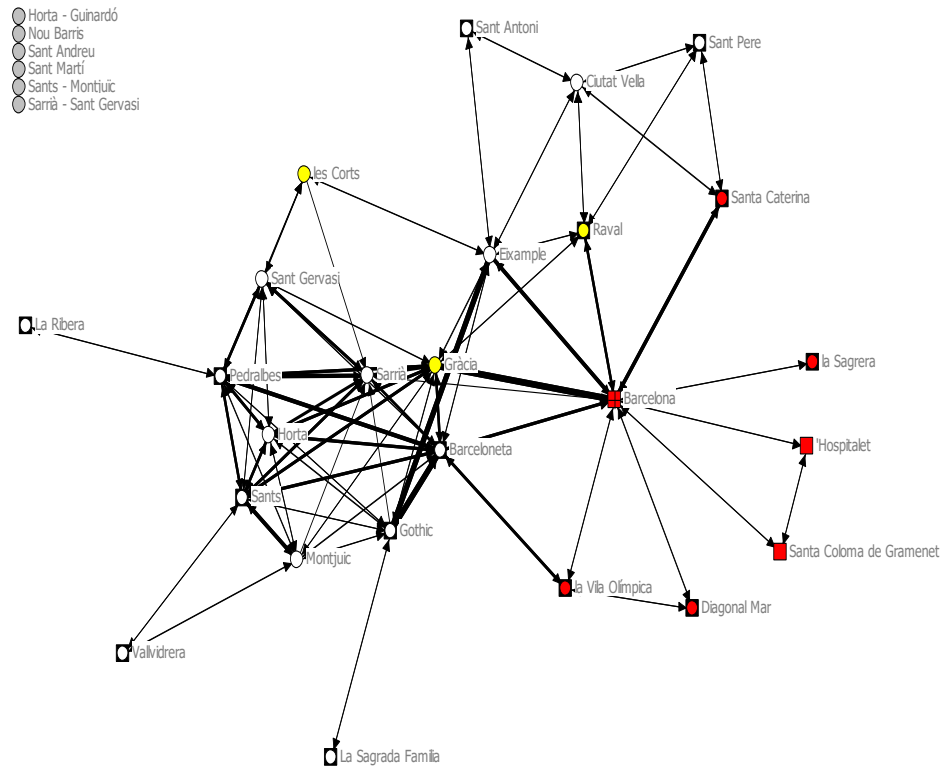 Horta - Guinardó
Nou Barris
Sant Andreu
Sant Martí
Sants - Montjuïc
Sarrià - Sant Gervasi
Sant Antoni
Sant Pere
Ciutat Vella
les Corts
Santa Caterina
Raval
Eixample
Sant Gervasi
La Ribera
Pedralbes
Sarrià
Gràcia
la Sagrera
Barcelona
Horta
Barceloneta
'Hospitalet
Sants
Gothic
Montjuic
Santa Coloma de Gramenet
la Vila Olímpica
Diagonal Mar
Vallvidrera
La Sagrada Familia